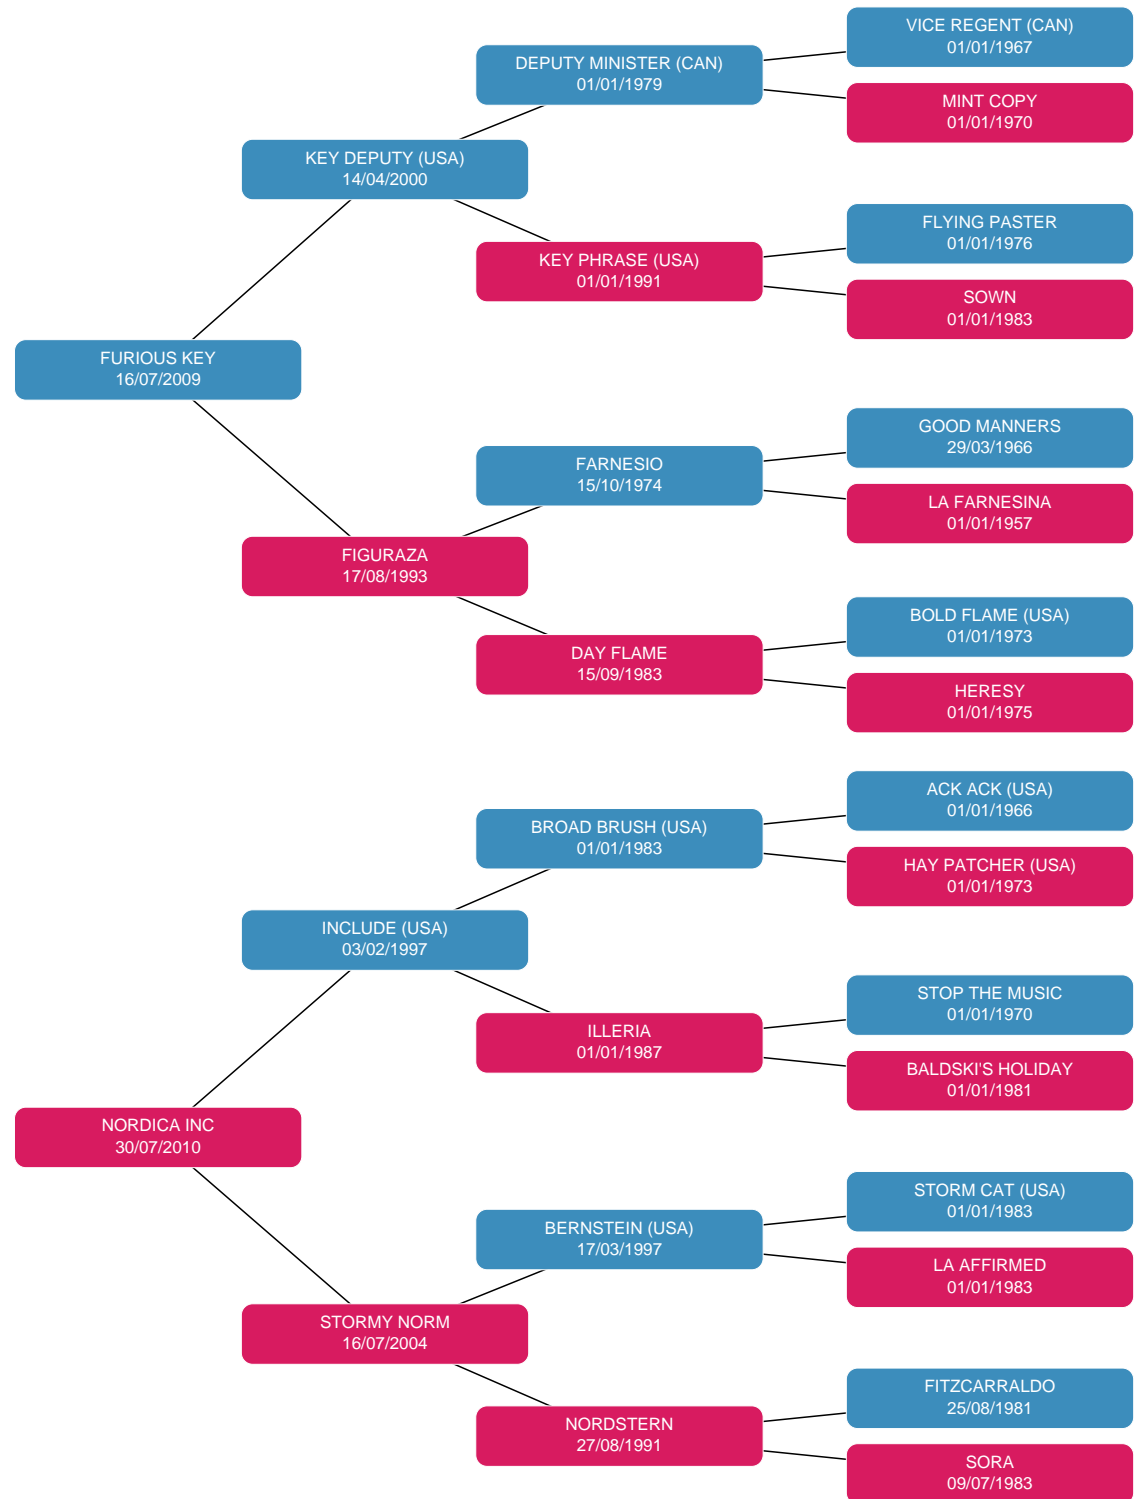 VICE REGENT (CAN)
01/01/1967
DEPUTY MINISTER (CAN)
01/01/1979
MINT COPY
01/01/1970
KEY DEPUTY (USA)
14/04/2000
FLYING PASTER
01/01/1976
KEY PHRASE (USA)
01/01/1991
SOWN
01/01/1983
FURIOUS KEY
16/07/2009
GOOD MANNERS
29/03/1966
FARNESIO
15/10/1974
LA FARNESINA
01/01/1957
FIGURAZA
17/08/1993
BOLD FLAME (USA)
01/01/1973
DAY FLAME
15/09/1983
HERESY
01/01/1975
ACK ACK (USA)
01/01/1966
BROAD BRUSH (USA)
01/01/1983
HAY PATCHER (USA)
01/01/1973
INCLUDE (USA)
03/02/1997
STOP THE MUSIC
01/01/1970
ILLERIA
01/01/1987
BALDSKI'S HOLIDAY
01/01/1981
NORDICA INC
30/07/2010
STORM CAT (USA)
01/01/1983
BERNSTEIN (USA)
17/03/1997
LA AFFIRMED
01/01/1983
STORMY NORM
16/07/2004
FITZCARRALDO
25/08/1981
NORDSTERN
27/08/1991
SORA
09/07/1983